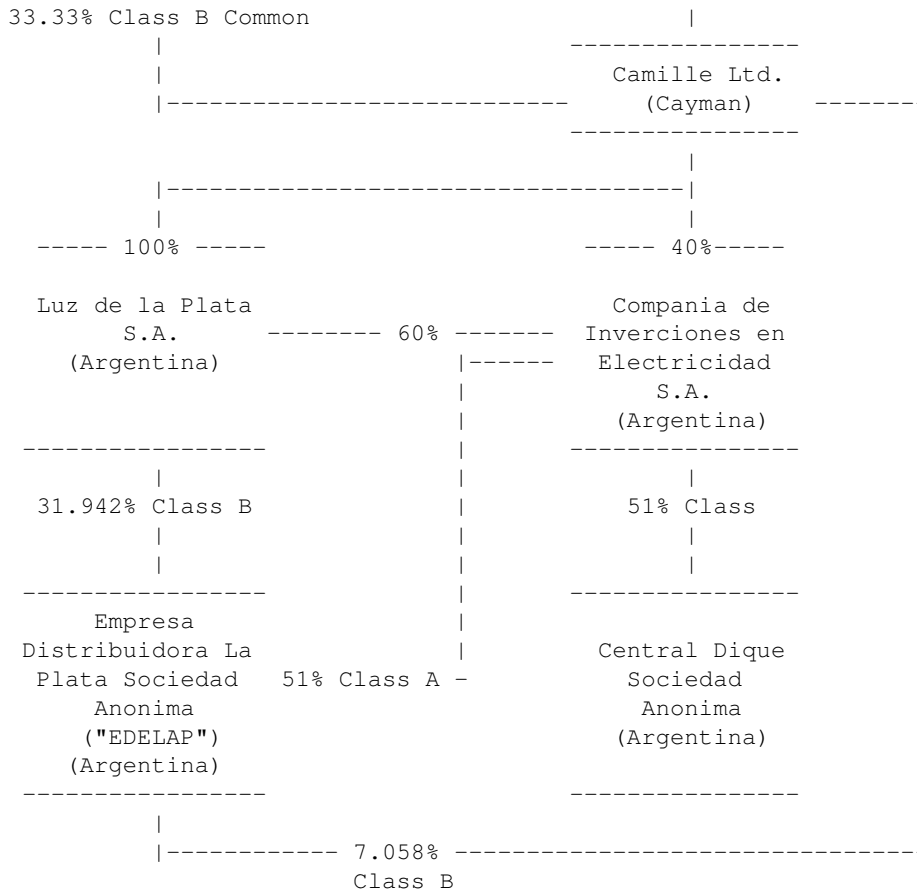 33.33% Class B Common |
| ----------------
| Camille Ltd.
|---------------------------- (Cayman) -------
----------------
|
|------------------------------------|
| |
----- 100% ----- ----- 40%-----
Luz de la Plata Compania de
S.A. -------- 60% ------- Inverciones en
(Argentina) |------ Electricidad
| S.A.
| (Argentina)
----------------- | ----------------
| | |
31.942% Class B | 51% Class
| | |
| | |
----------------- | ----------------
Empresa |
Distribuidora La | Central Dique
Plata Sociedad 51% Class A - Sociedad
Anonima Anonima
("EDELAP") (Argentina)
(Argentina)
----------------- ----------------
|
|------------ 7.058% --------------------------------
Class B